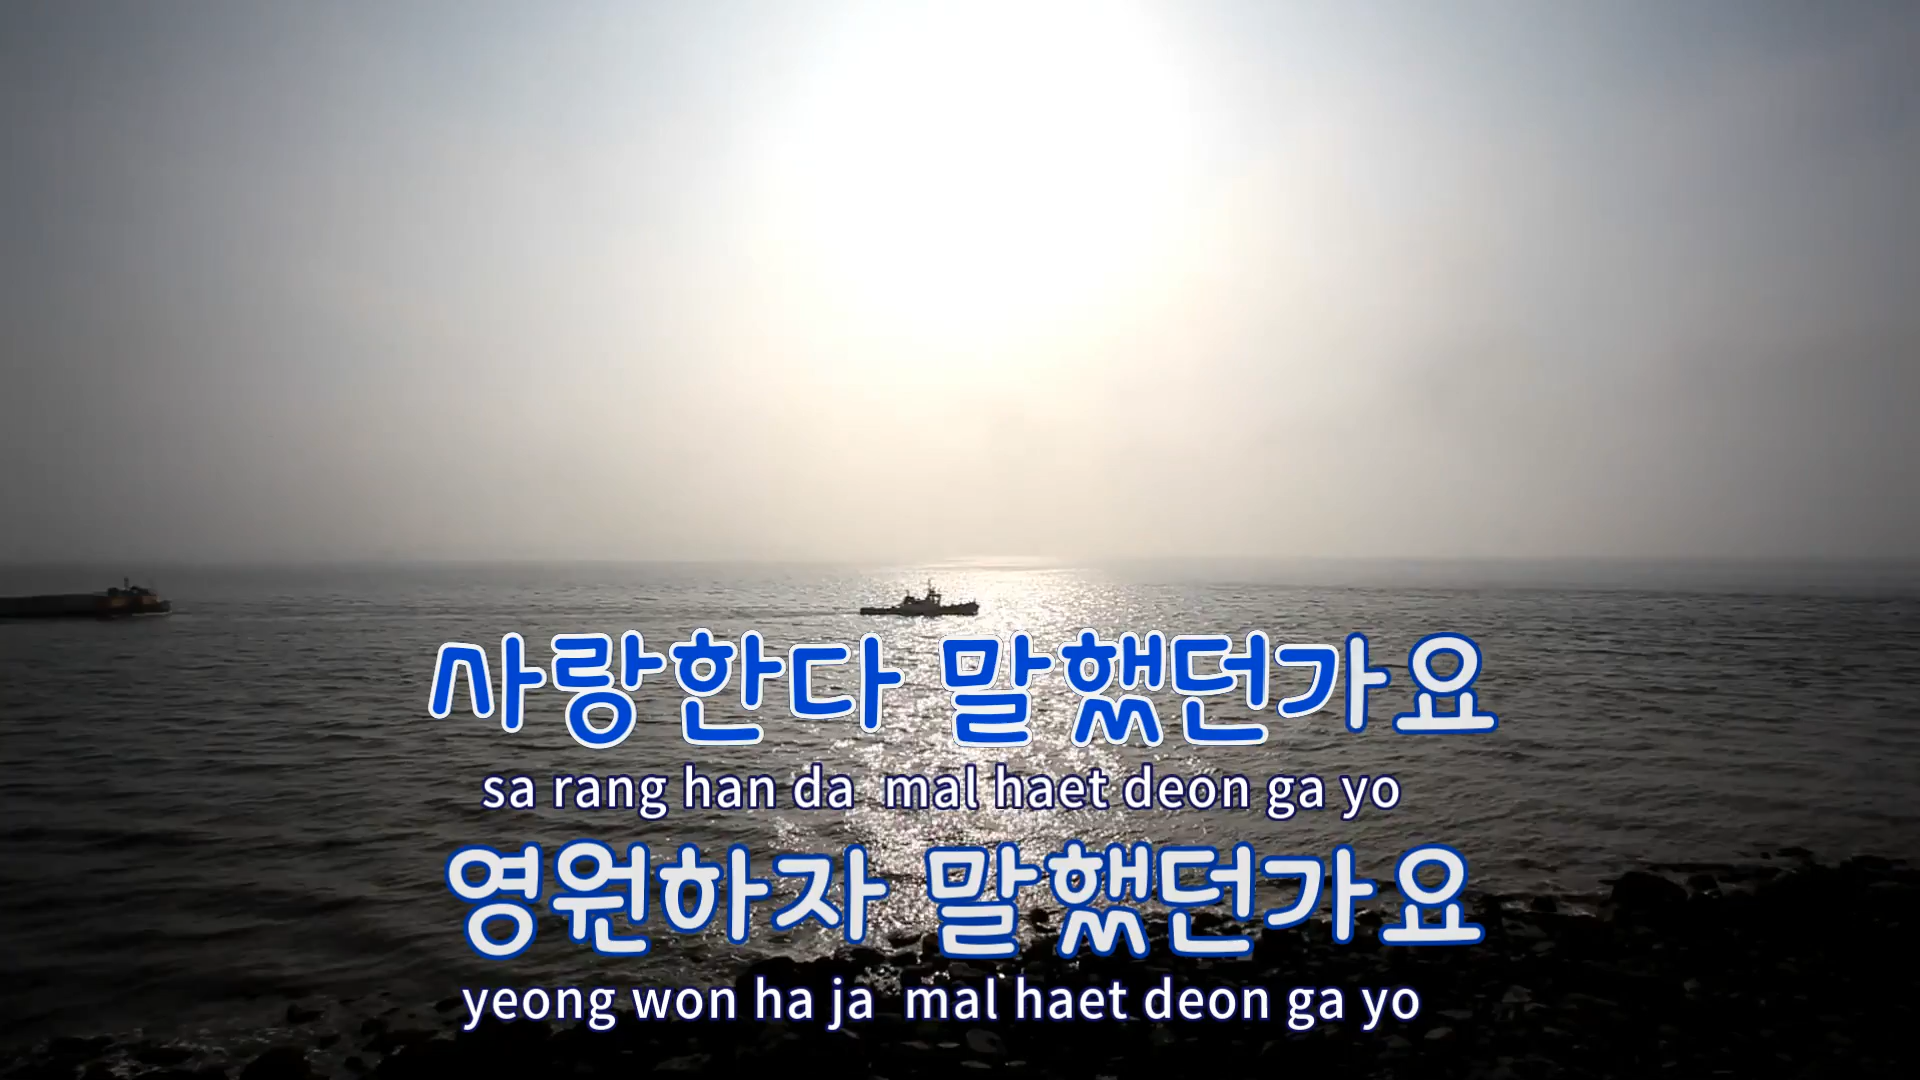 사랑한다 말했던가요
sa rang han da mal haet deon ga yo
영원하자 말했던가요
yeong won ha ja mal haet deon ga yo